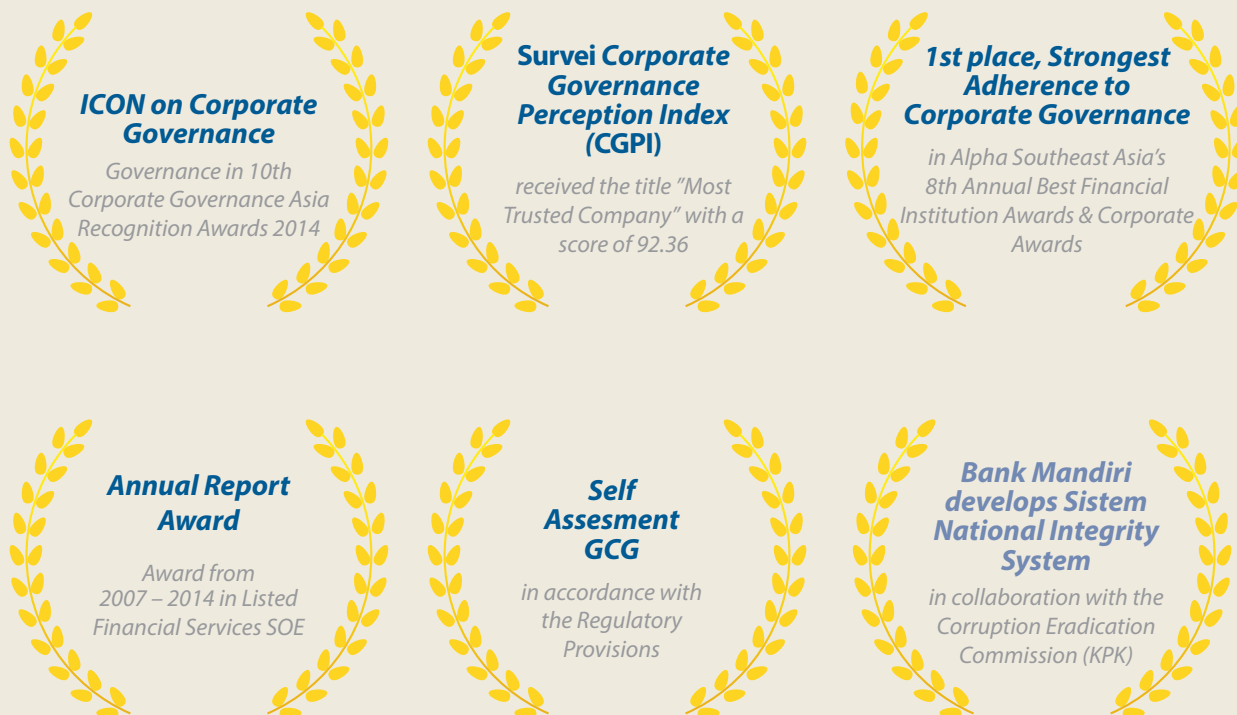 ICON on Corporate
Governance
Governance in 10th
Corporate Governance Asia
Recognition Awards 2014
Survei Corporate
Governance
Perception Index
(CGPI)
received the title "Most
Trusted Company" with a
score of 92.36
1st place, Strongest
Adherence to
Corporate Governance
in Alpha Southeast Asia's
8th Annual Best Financial
Institution Awards & Corporate
Awards
Annual Report
Award
Award from
2007 – 2014 in Listed
Financial Services SOE
Self
Assesment
GCG
in accordance with
the Regulatory
Provisions
Bank Mandiri
develops Sistem
National Integrity
System
in collaboration with the
Corruption Eradication
Commission (KPK)